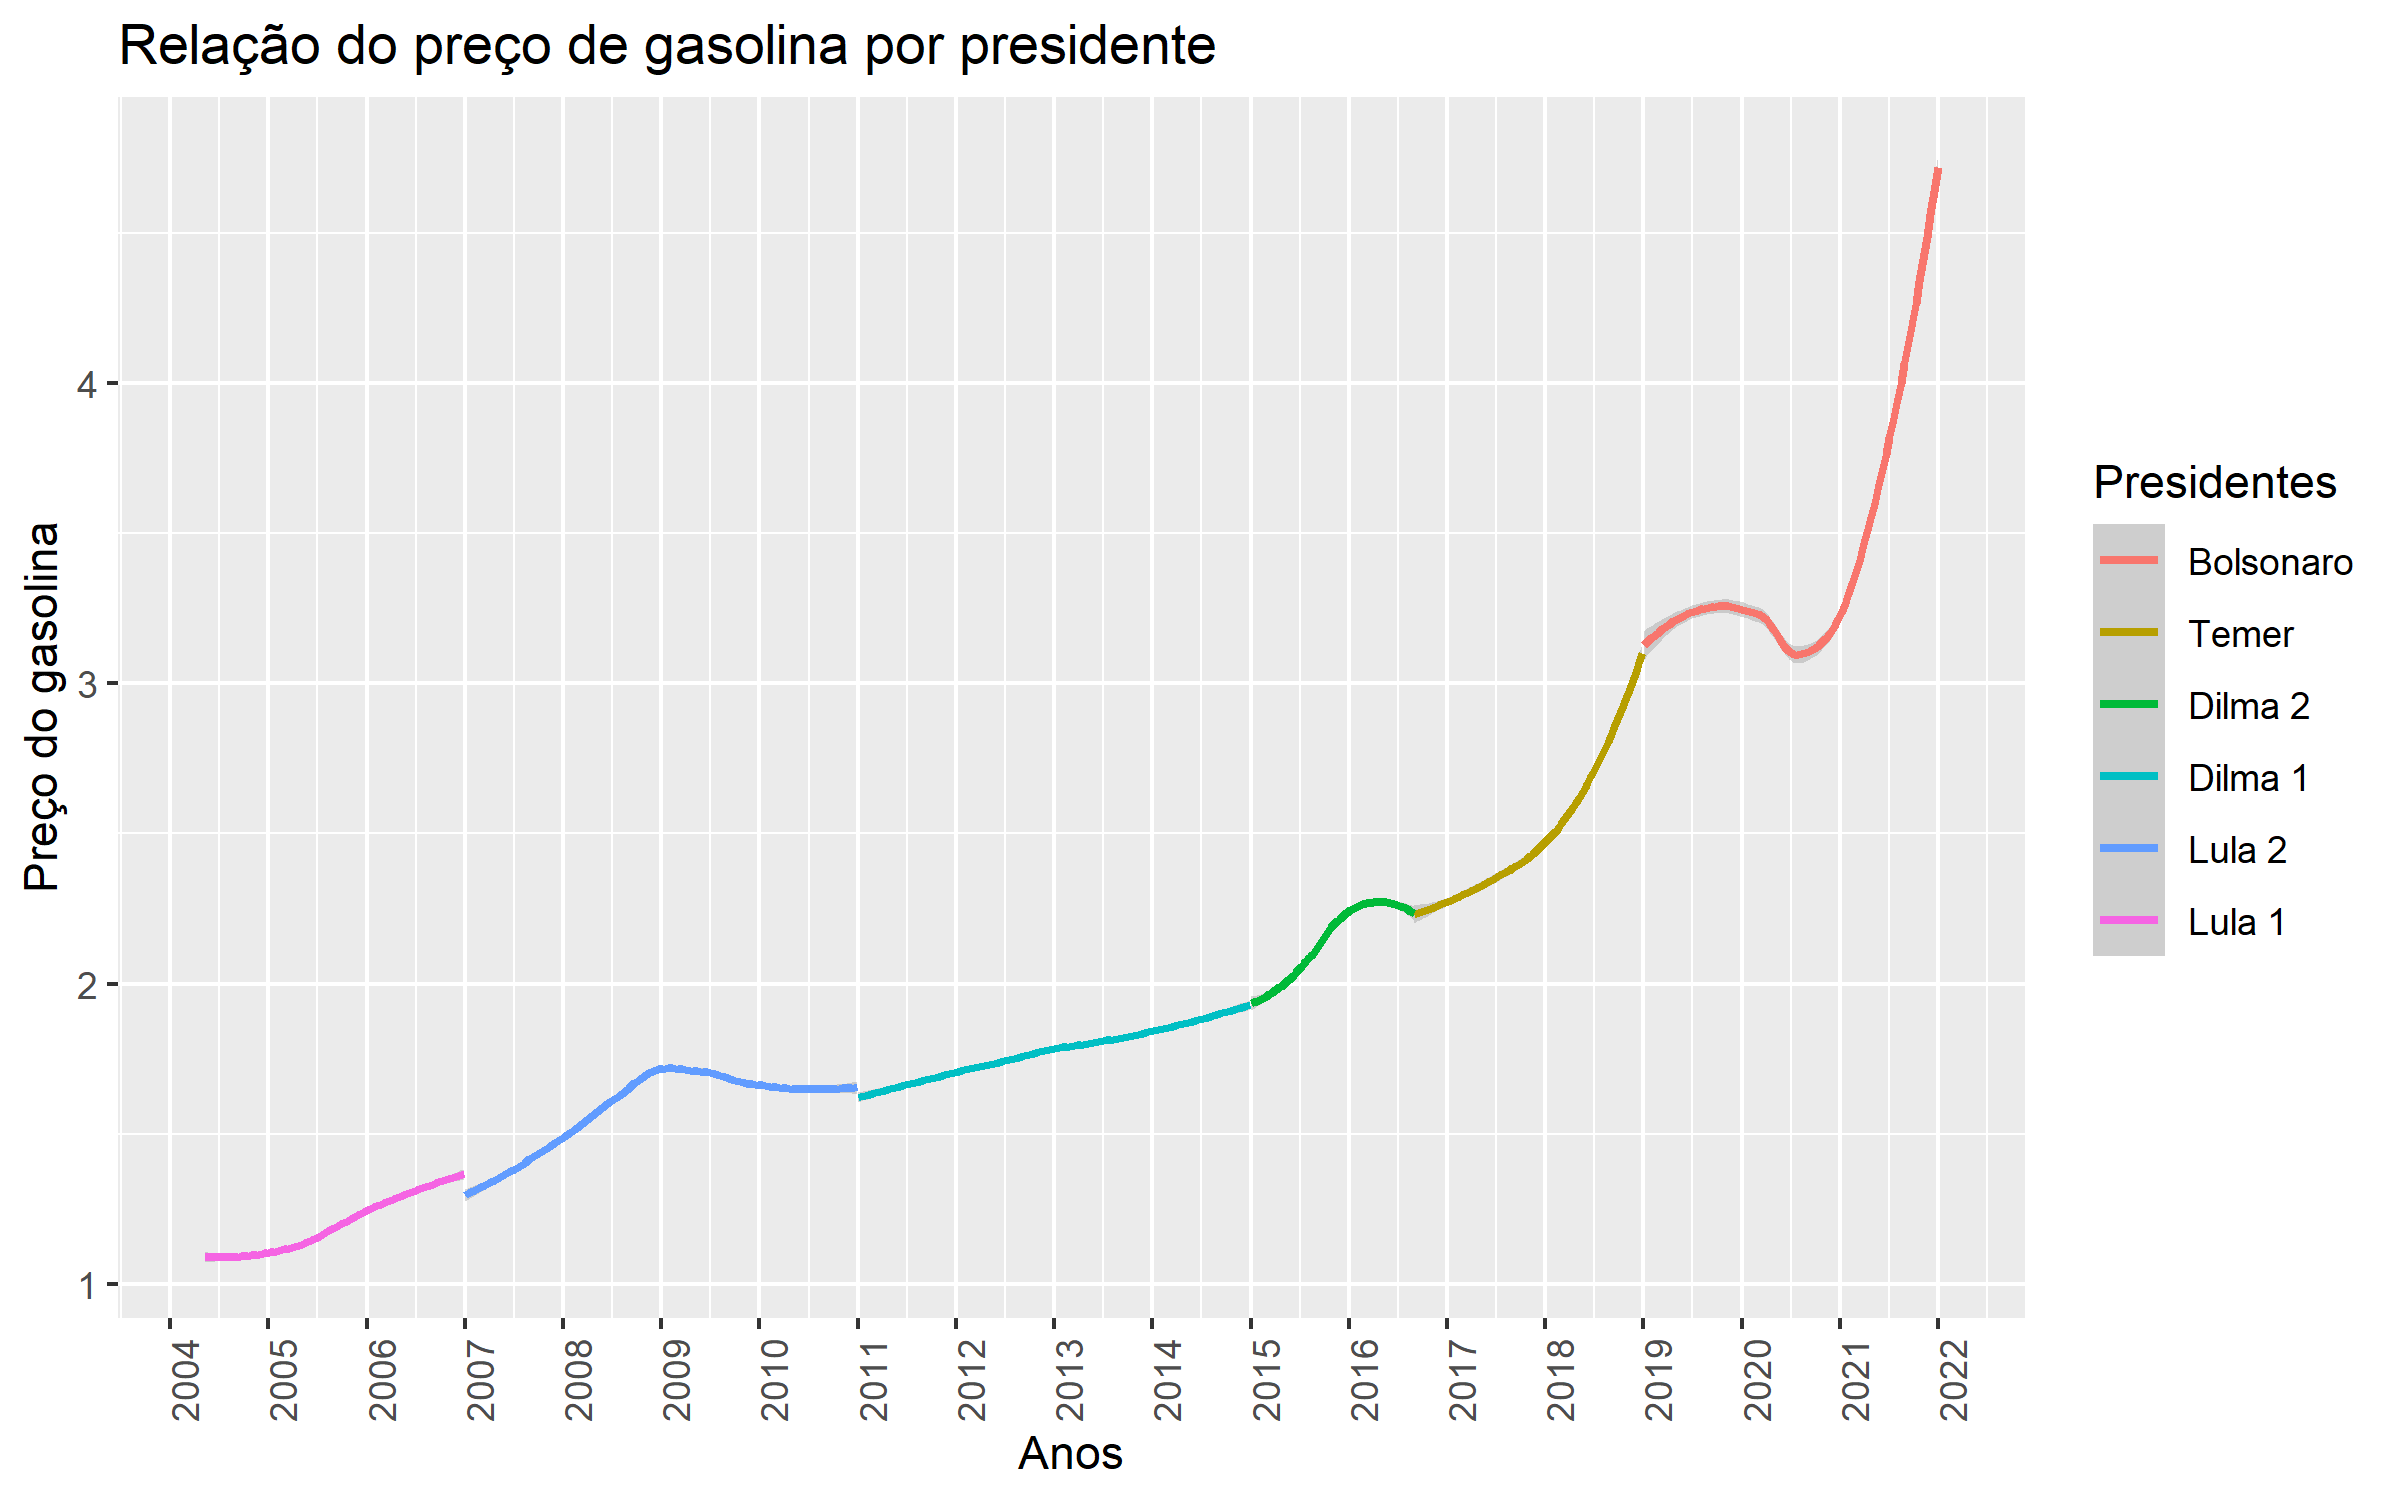 Relação do preço de gasolina por presidente
Preço do gasolina
4
3
2
1
2004
2005
2006
2007
2008
2009
2010
2011
2012
2013
2014
2015
2016
2017
2018
2019
2020
2021
2022
Anos
Presidentes
Bolsonaro
Temer
Dilma 2
Dilma 1
Lula 2
Lula 1